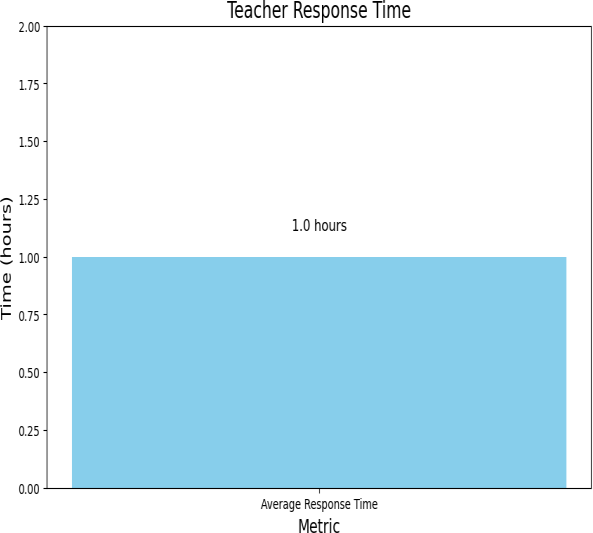 Teacher Response Time
2.00
1.75
1.50
1.25
1.0 hours
1.00
0.75
0.50
0.25
0.00
Time (hours)
Average Response Time
Metric